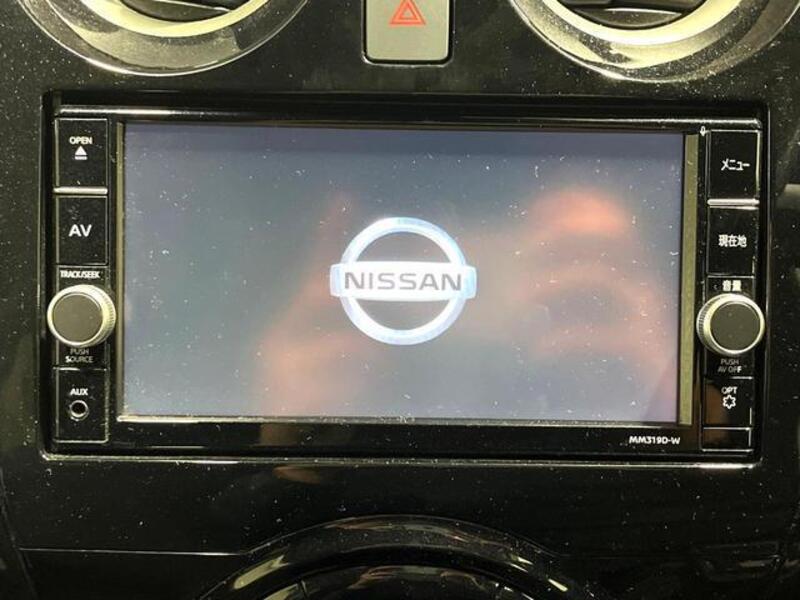 OPEN
AV
TRACK/SEEK
PUSH
SOURCE
AUX
NISSAN
メニュー
現在地
音量
PUSH
AV OFF
OPT
MM319D-W